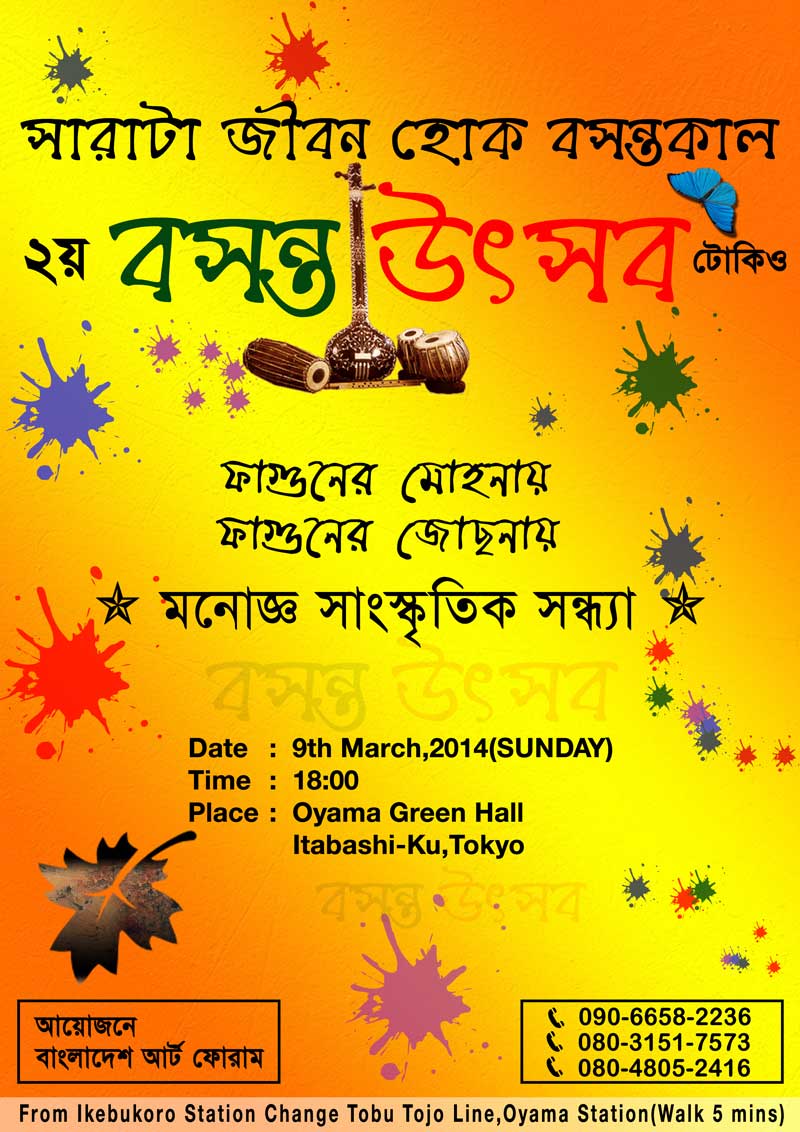 সারাটা জীবন হোক বসন্তকাল
২য় বসন্ত উৎসব টোকিও
ফাগুনের মোহনায়
ফাগুনের জোছনায়
মনোজ্ঞ সাংস্কৃতিক সন্ধ্যা
বসন্ত উৎসব
Date : 9th March,2014(SUNDAY)
Time : 18:00
Place : Oyama Green Hall
Itabashi-Ku,Tokyo
বসন্ত উৎসব
আয়োজনে
বাংলাদেশ আর্ট ফোরাম
090-6658-2236
080-3151-7573
080-4805-2416
From Ikebukoro Station Change Tobu Tojo Line,Oyama Station(Walk 5 mins)